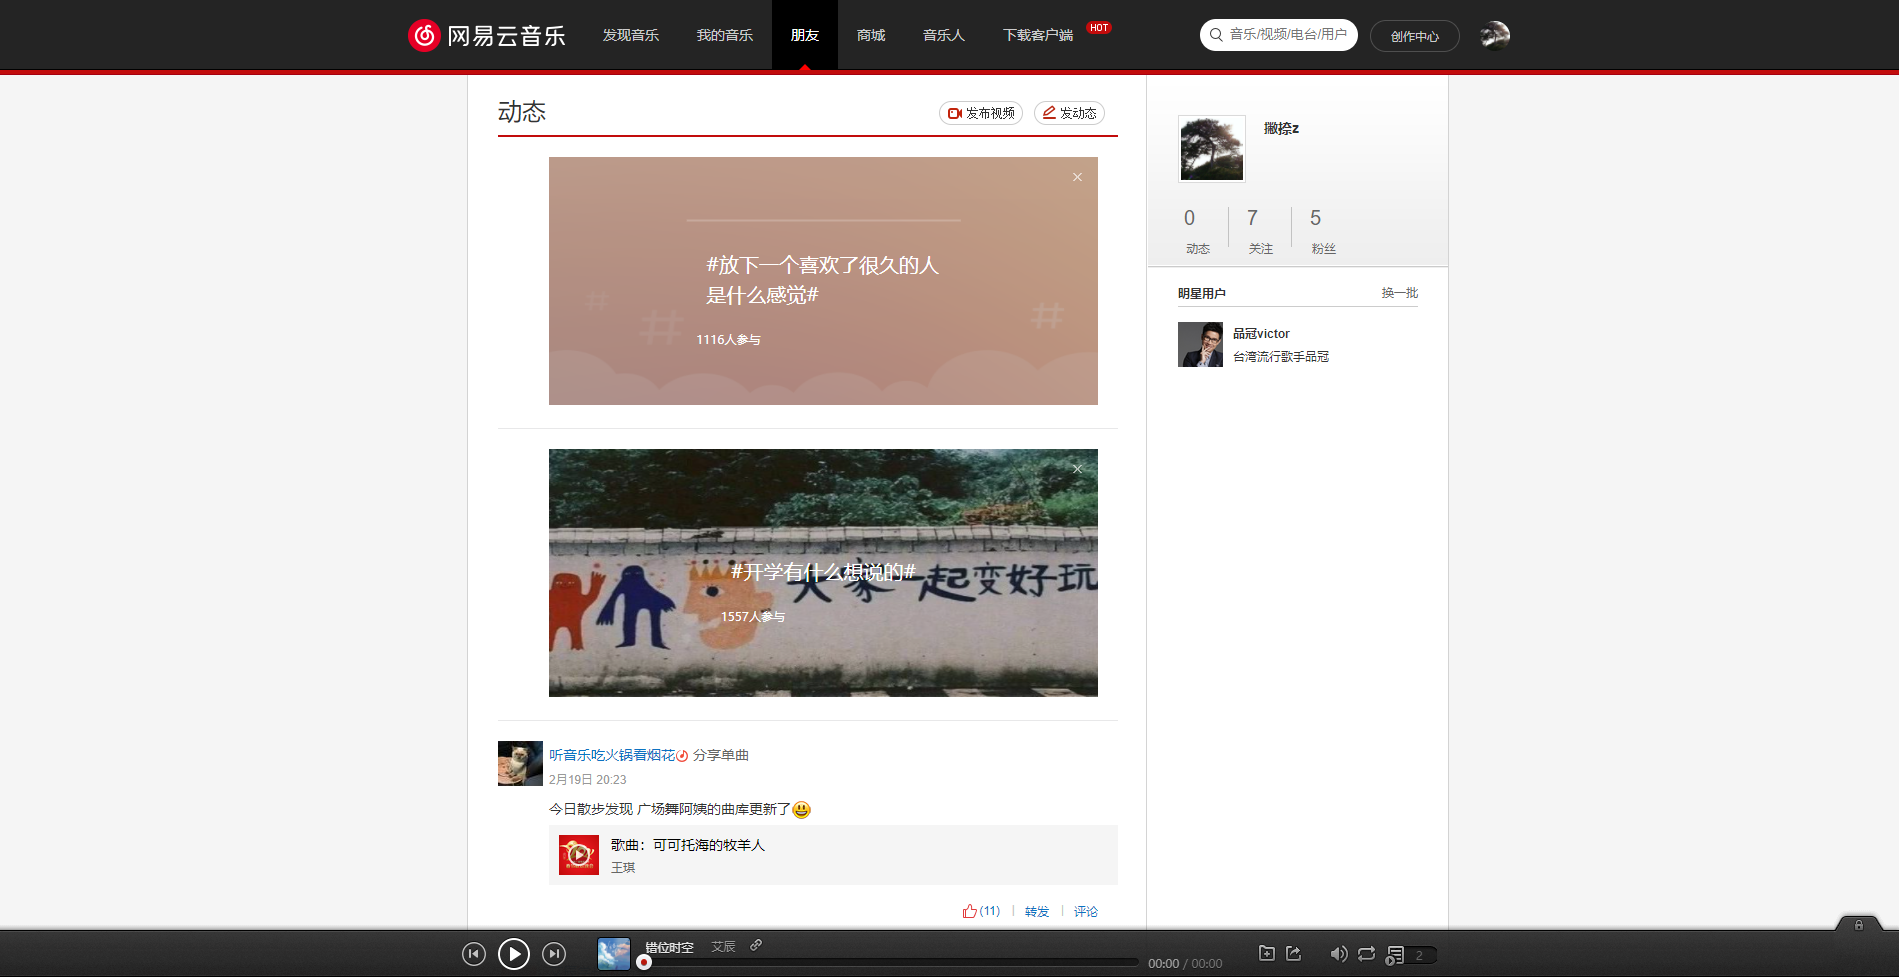 网易云音乐 发现音乐 我的音乐 朋友 商城 音乐人 下载客户端 HOT 音乐/视频/电台/用户 创作中心
动态 发布视频 发动态
#放下一个喜欢了很久的人
是什么感觉#
1116人参与
大家一起变好玩
#开学有什么想说的#
1557人参与
听音乐吃火锅看烟花 分享单曲
2月19日 20:23
今日散步发现 广场舞阿姨的曲库更新了
歌曲：可可托海的牧羊人
王琪
(11) 转发 评论
撇捺z
0 7 5
动态 关注 粉丝
明星用户 换一批
品冠victor
台湾流行歌手品冠
错位时空 艾辰
00:00 / 00:00
2